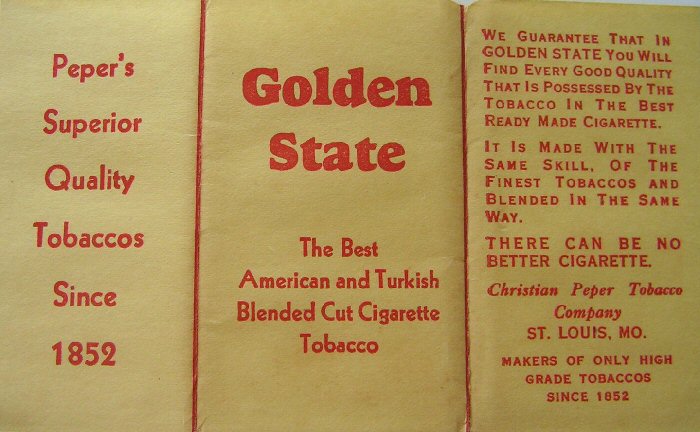 Peper's
Superior
Quality
Tobaccos
Since
1852
Golden
State
The Best
American and Turkish
Blended Cut Cigarette
Tobacco
WE GUARANTEE THAT IN
GOLDEN STATE YOU WILL
FIND EVERY GOOD QUALITY
THAT IS POSSESSED BY THE
TOBACCO IN THE BEST
READY MADE CIGARETTE.
IT IS MADE WITH THE
SAME SKILL, OF THE
FINEST TOBACCOS AND
BLENDED IN THE SAME
WAY.
THERE CAN BE NO
BETTER CIGARETTE.
Christian Peper Tobacco
Company
ST. LOUIS, MO.
MAKERS OF ONLY HIGH
GRADE TOBACCOS
SINCE 1852